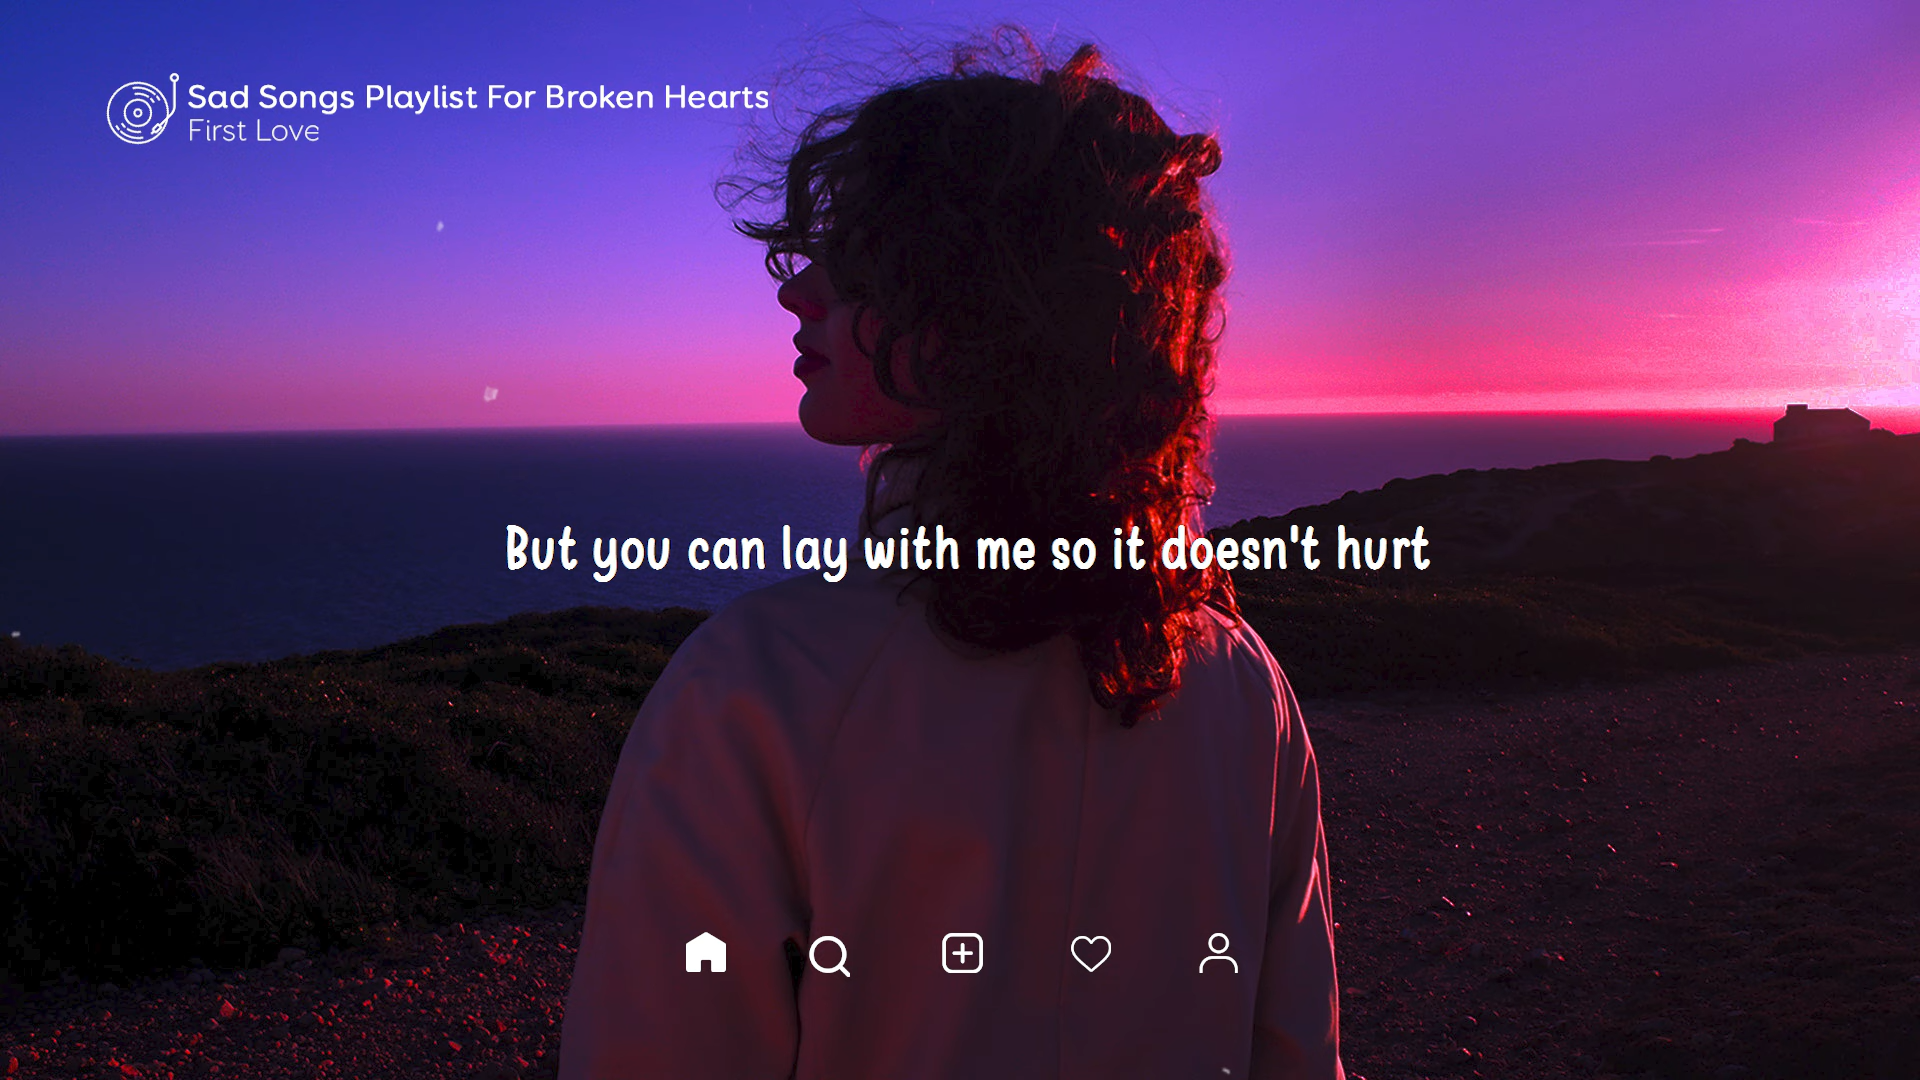 Sad Songs Playlist For Broken Hearts
First Love
But you can lay with me so it doesn't hurt